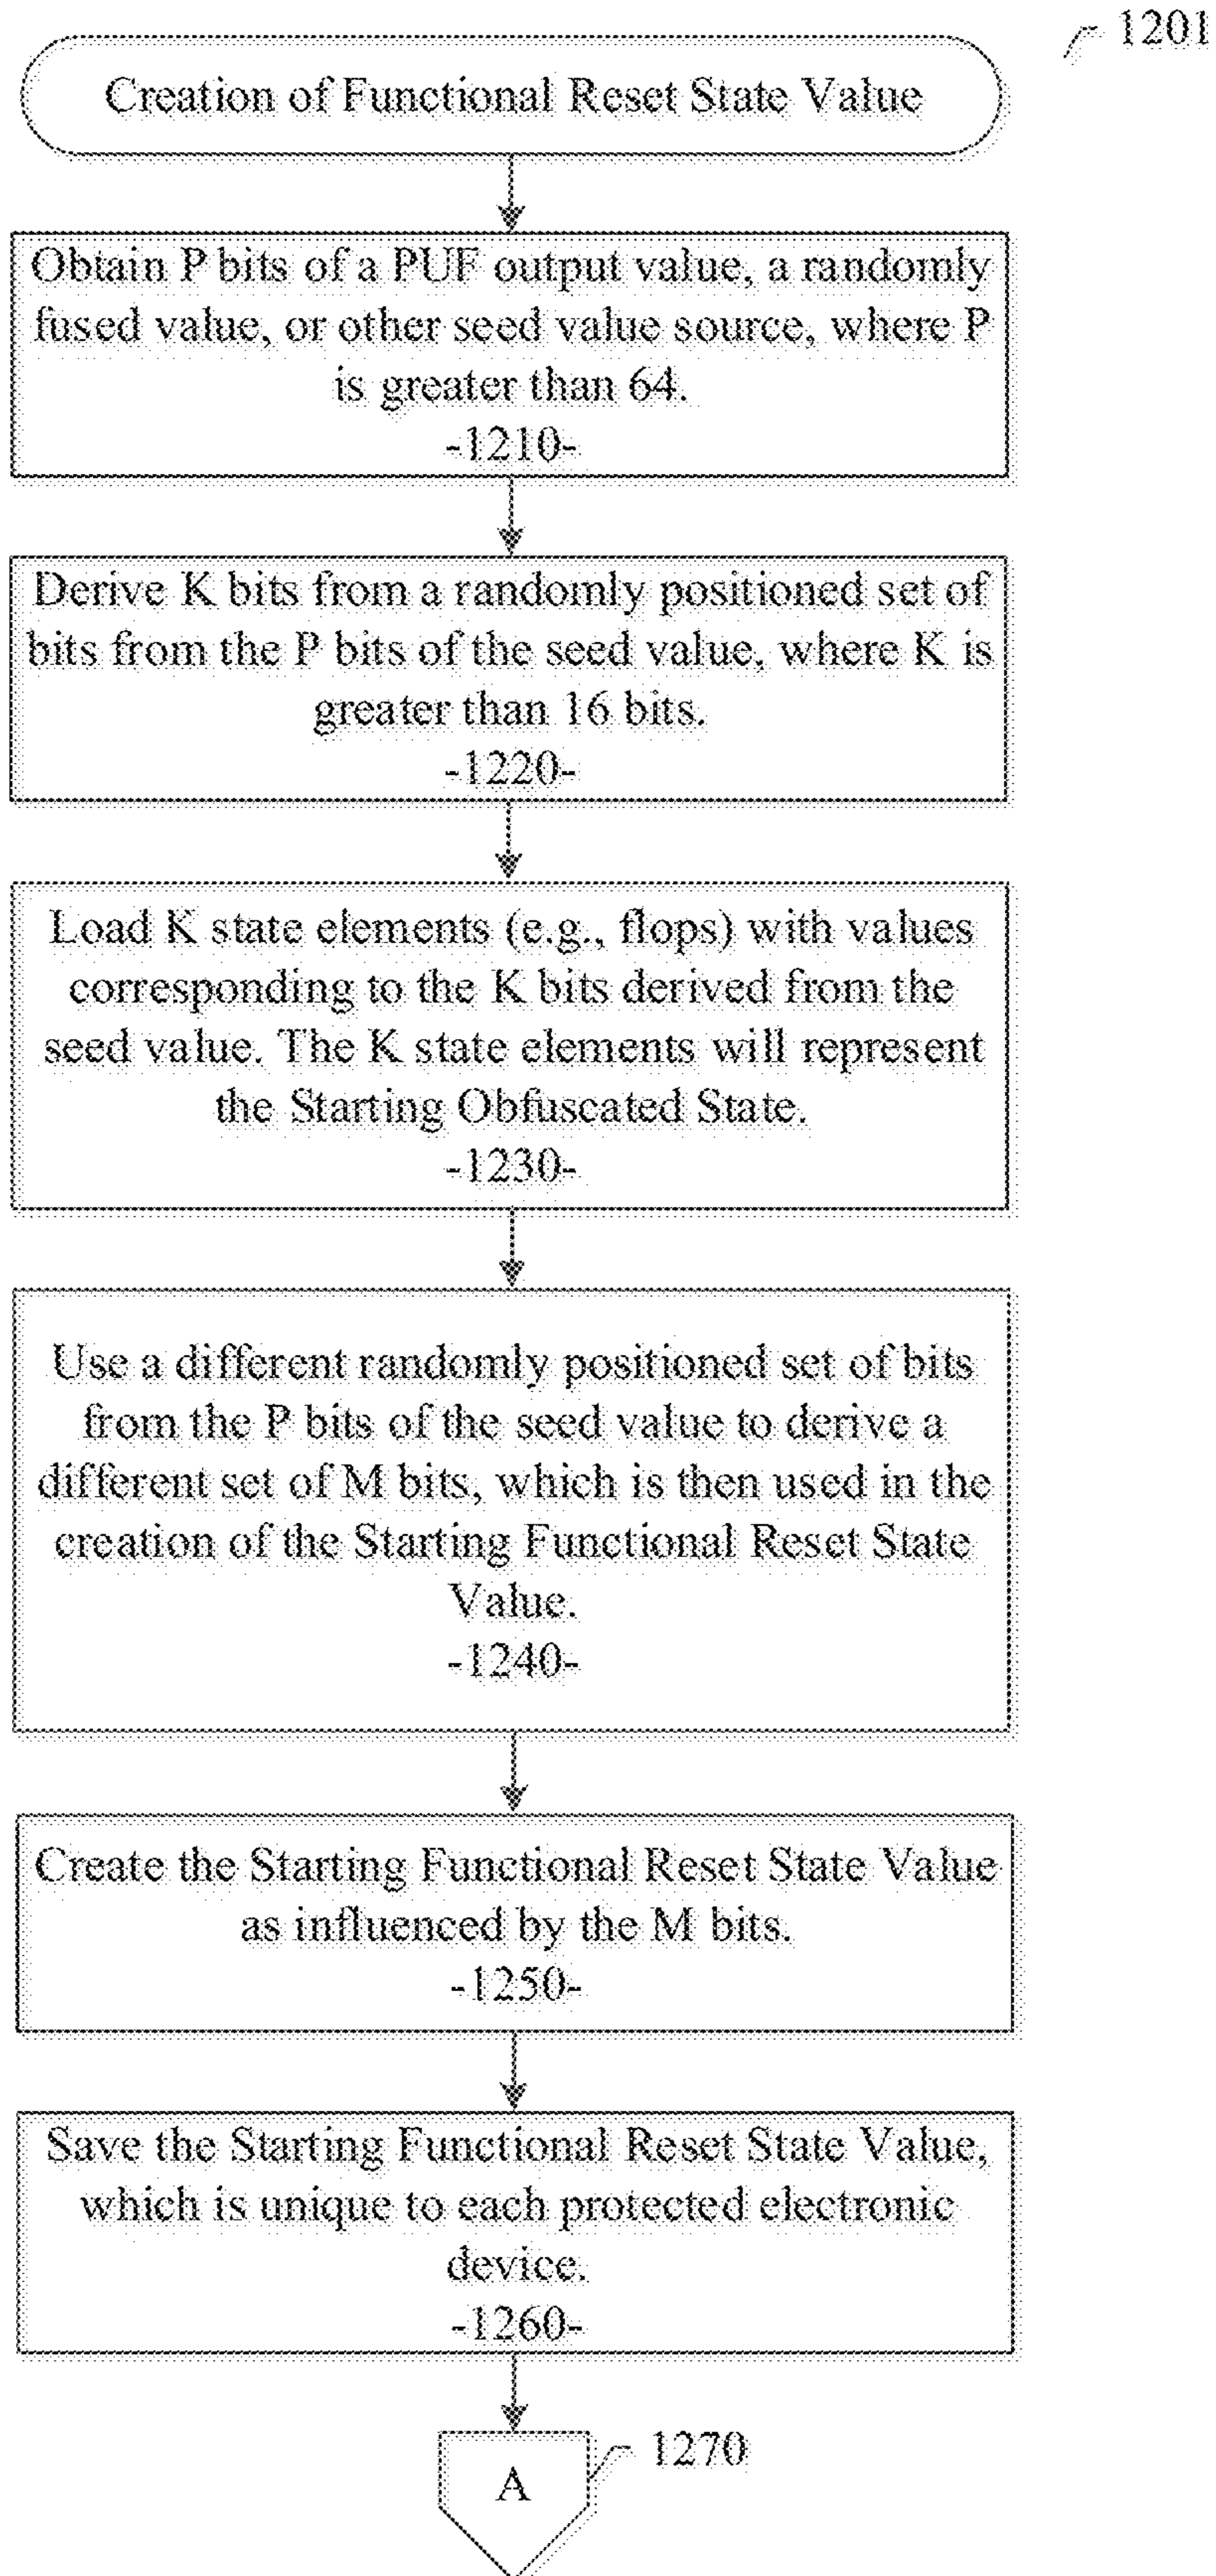 1201
Creation of Functional Reset State Value
Obtain P bits of a PUF output value, a randomly
fused value, or other seed value source, where P
is greater than 64.
-1210-
Derive K bits from a randomly positioned set of
bits from the P bits of the seed value, where K is
greater than 16 bits.
-1220-
Load K state elements (e.g., flops) with values
corresponding to the K bits derived from the
seed value. The K state elements will represent
the Starting Obfuscated State.
-1230-
Use a different randomly positioned set of bits
from the P bits of the seed value to derive a
different set of M bits, which is then used in the
creation of the Starting Functional Reset State
Value.
-1240-
Create the Starting Functional Reset State Value
as influenced by the M bits.
-1250-
Save the Starting Functional Reset State Value,
which is unique to each protected electronic
device.
-1260-
A
1270